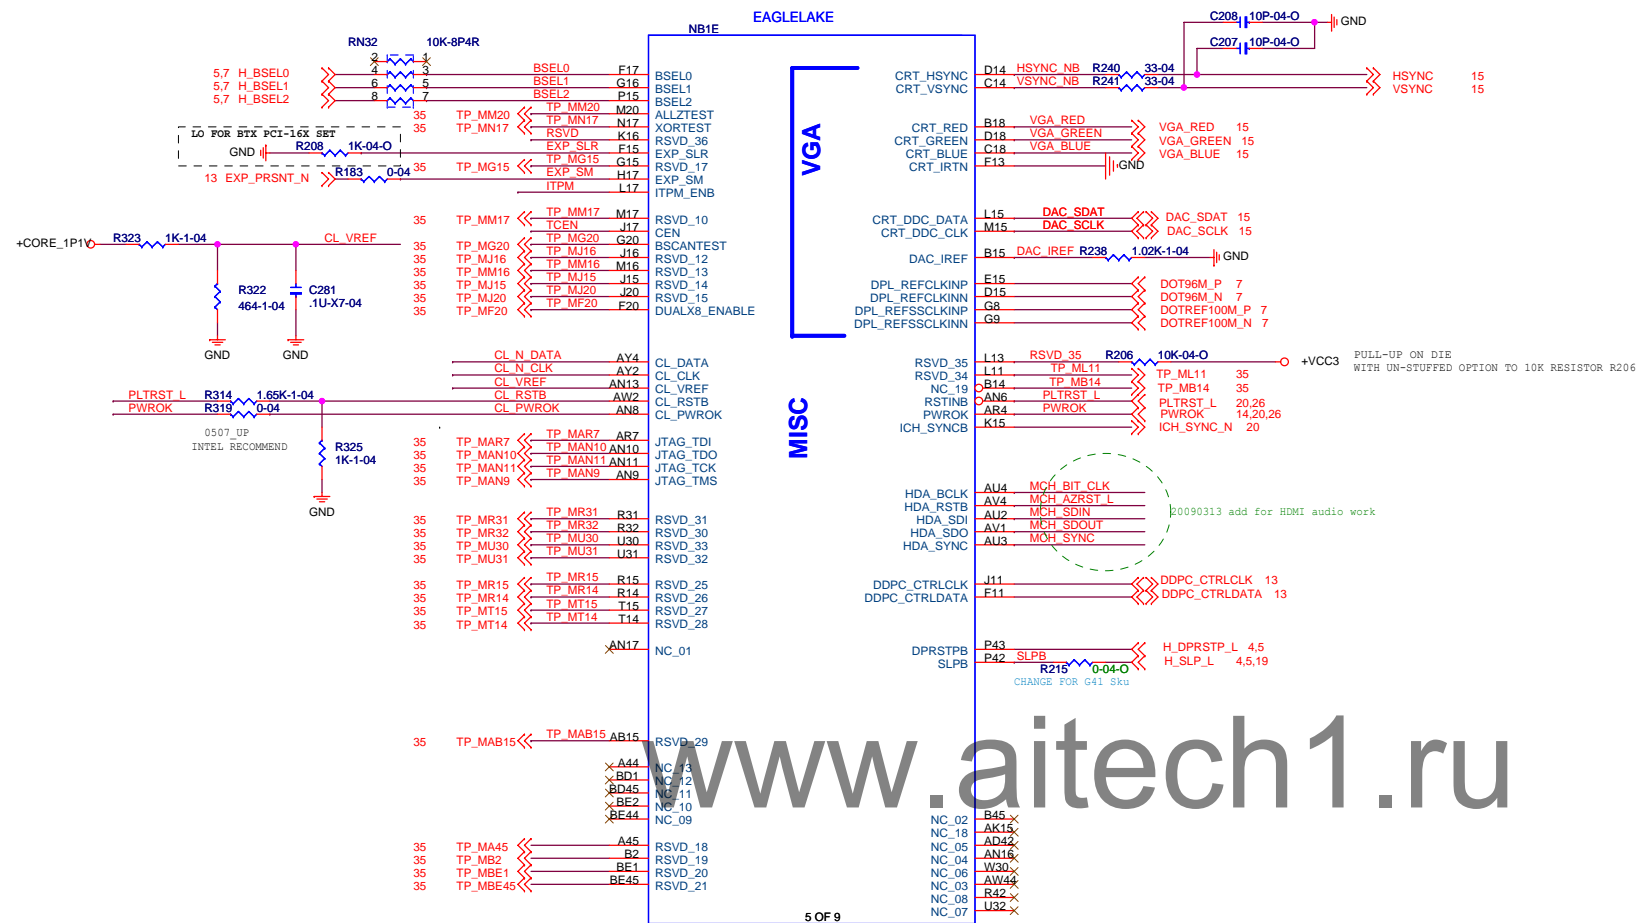 EAGLELAKE
NB1E
RN32 10K-8P4R
2 1
5,7 H_BSEL0 4 3 BSEL0 F17 BSEL0
5,7 H_BSEL1 6 5 BSEL1 G16 BSEL1
5,7 H_BSEL2 8 7 BSEL2 P15 BSEL2
35 TP_MM20 TP_MM20 M20 ALLZTEST
35 TP_MN17 TP_MN17 N17 XORTEST
RSVD K16 RSVD_36
LO FOR BTX PCI-16X SET
GND R208 1K-04-O EXP_SLR F15 EXP_SLR
35 TP_MG15 TP_MG15 G15 RSVD_17
13 EXP_PRSNT_N R183 0-04 EXP_SM H17 EXP_SM
ITPM L17 ITPM_ENB
35 TP_MM17 TP_MM17 M17 RSVD_10
TCEN J17 CEN
35 TP_MG20 TP_MG20 G20 BSCANTEST
35 TP_MJ16 TP_MJ16 J16 RSVD_12
35 TP_MM16 TP_MM16 M16 RSVD_13
35 TP_MJ15 TP_MJ15 J15 RSVD_14
35 TP_MJ20 TP_MJ20 J20 RSVD_15
35 TP_MF20 TP_MF20 F20 DUALX8_ENABLE
+CORE_1P1V R323 1K-1-04 CL_VREF
R322 464-1-04
C281 .1U-X7-04
GND GND
CL_N_DATA AY4 CL_DATA
CL_N_CLK AY2 CL_CLK
CL_VREF AN13 CL_VREF
PLTRST_L R314 1.65K-1-04 CL_RSTB AW2 CL_RSTB
PWROK R319 0-04 CL_PWROK AN8 CL_PWROK
0507_UP
INTEL RECOMMEND
R325
1K-1-04
GND
35 TP_MAR7 TP_MAR7 AR7 JTAG_TDI
35 TP_MAN10 TP_MAN10 AN10 JTAG_TDO
35 TP_MAN11 TP_MAN11 AN11 JTAG_TCK
35 TP_MAN9 TP_MAN9 AN9 JTAG_TMS
35 TP_MR31 TP_MR31 R31 RSVD_31
35 TP_MR32 TP_MR32 R32 RSVD_30
35 TP_MU30 TP_MU30 U30 RSVD_33
35 TP_MU31 TP_MU31 U31 RSVD_32
35 TP_MR15 TP_MR15 R15 RSVD_25
35 TP_MR14 TP_MR14 R14 RSVD_26
35 TP_MT15 TP_MT15 T15 RSVD_27
35 TP_MT14 TP_MT14 T14 RSVD_28
AN17 NC_01
35 TP_MAB15 TP_MAB15 AB15 RSVD_29
A44 NC_13
BD1 NC_12
BD45 NC_11
BE2 NC_10
BE44 NC_09
35 TP_MA45 A45 RSVD_18
35 TP_MB2 B2 RSVD_19
35 TP_MBE1 BE1 RSVD_20
35 TP_MBE45 BE45 RSVD_21
VGA
MISC
5 OF 9
C208 10P-04-O GND
C207 10P-04-O
CRT_HSYNC D14 HSYNC_NB R240 33-04 HSYNC 15
CRT_VSYNC C14 VSYNC_NB R241 33-04 VSYNC 15
CRT_RED B18 VGA_RED VGA_RED 15
CRT_GREEN D18 VGA_GREEN VGA_GREEN 15
CRT_BLUE C18 VGA_BLUE VGA_BLUE 15
CRT_IRTN F13 GND
CRT_DDC_DATA L15 DAC_SDAT DAC_SDAT 15
CRT_DDC_CLK M15 DAC_SCLK DAC_SCLK 15
DAC_IREF B15 DAC_IREF R238 1.02K-1-04 GND
DPL_REFCLKINP E15 DOT96M_P 7
DPL_REFCLKINN D15 DOT96M_N 7
DPL_REFSSCLKINP G8 DOTREF100M_P 7
DPL_REFSSCLKINN G9 DOTREF100M_N 7
RSVD_35 L13 RSVD_35 R206 10K-04-O +VCC3
PULL-UP ON DIE
WITH UN-STUFFED OPTION TO 10K RESISTOR R206
RSVD_34 L11 TP_ML11 TP_ML11 35
NC_19 B14 TP_MB14 TP_MB14 35
RSTINB AN6 PLTRST_L PLTRST_L 20,26
PWROK AR4 PWROK PWROK 14,20,26
ICH_SYNCB K15 ICH_SYNC_N 20
HDA_BCLK AU4 MCH_BIT_CLK
HDA_RSTB AV4 MCH_AZRST_L
HDA_SDI AU2 MCH_SDIN
HDA_SDO AV1 MCH_SDOUT
HDA_SYNC AU3 MCH_SYNC
20090313 add for HDMI audio work
DDPC_CTRLCLK J11 DDPC_CTRLCLK 13
DDPC_CTRLDATA F11 DDPC_CTRLDATA 13
DPRSTPB P43 H_DPRSTP_L 4,5
SLPB P42 SLPB R215 0-04-O H_SLP_L 4,5,19
CHANGE FOR G41 Sku
NC_02 B45
NC_18 AK15
NC_05 AD42
NC_04 AN16
NC_06 W30
NC_03 AW44
NC_08 R42
NC_07 U32
www.aitech1.ru